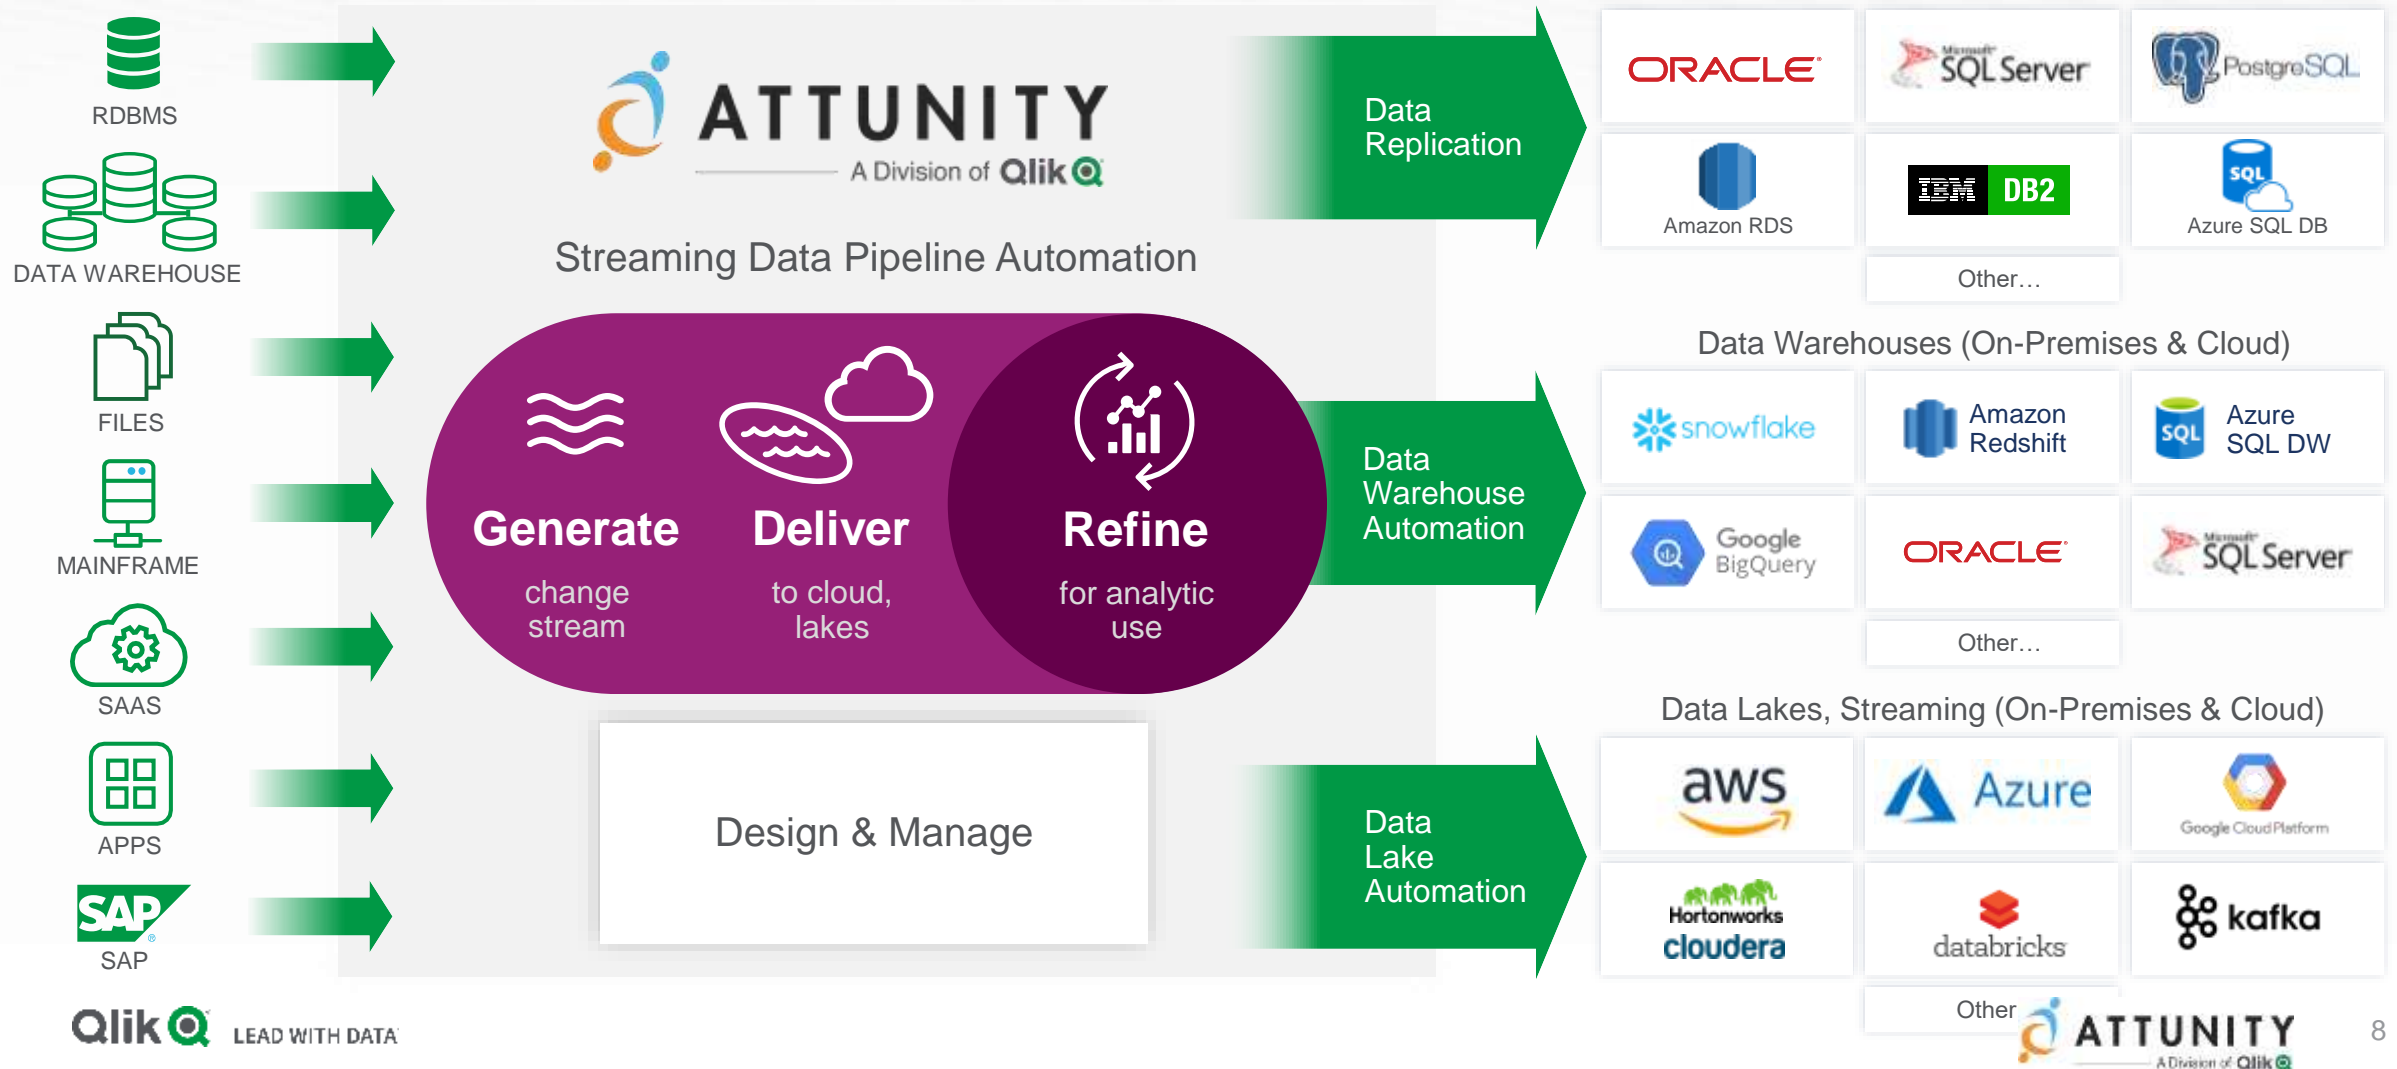 RDBMS
DATA WAREHOUSE
FILES
MAINFRAME
SAAS
APPS
SAP
SAP
ATTUNITY
A Division of Qlik
Streaming Data Pipeline Automation
Generate
change
stream
Deliver
to cloud,
lakes
Refine
for analytic
use
Design & Manage
Data
Replication
Data
Warehouse
Automation
Data
Lake
Automation
ORACLE
Microsoft
SQL Server
PostgreSQL
Amazon RDS
IBM DB2
SQL
Azure SQL DB
Other…
Data Warehouses (On-Premises & Cloud)
snowflake
Amazon
Redshift
SQL
Azure
SQL DW
Google
BigQuery
ORACLE
Microsoft
SQL Server
Other…
Data Lakes, Streaming (On-Premises & Cloud)
aws
Azure
Google Cloud Platform
Hortonworks
cloudera
databricks
kafka
Other
Qlik LEAD WITH DATA
ATTUNITY
A Division of Qlik
8